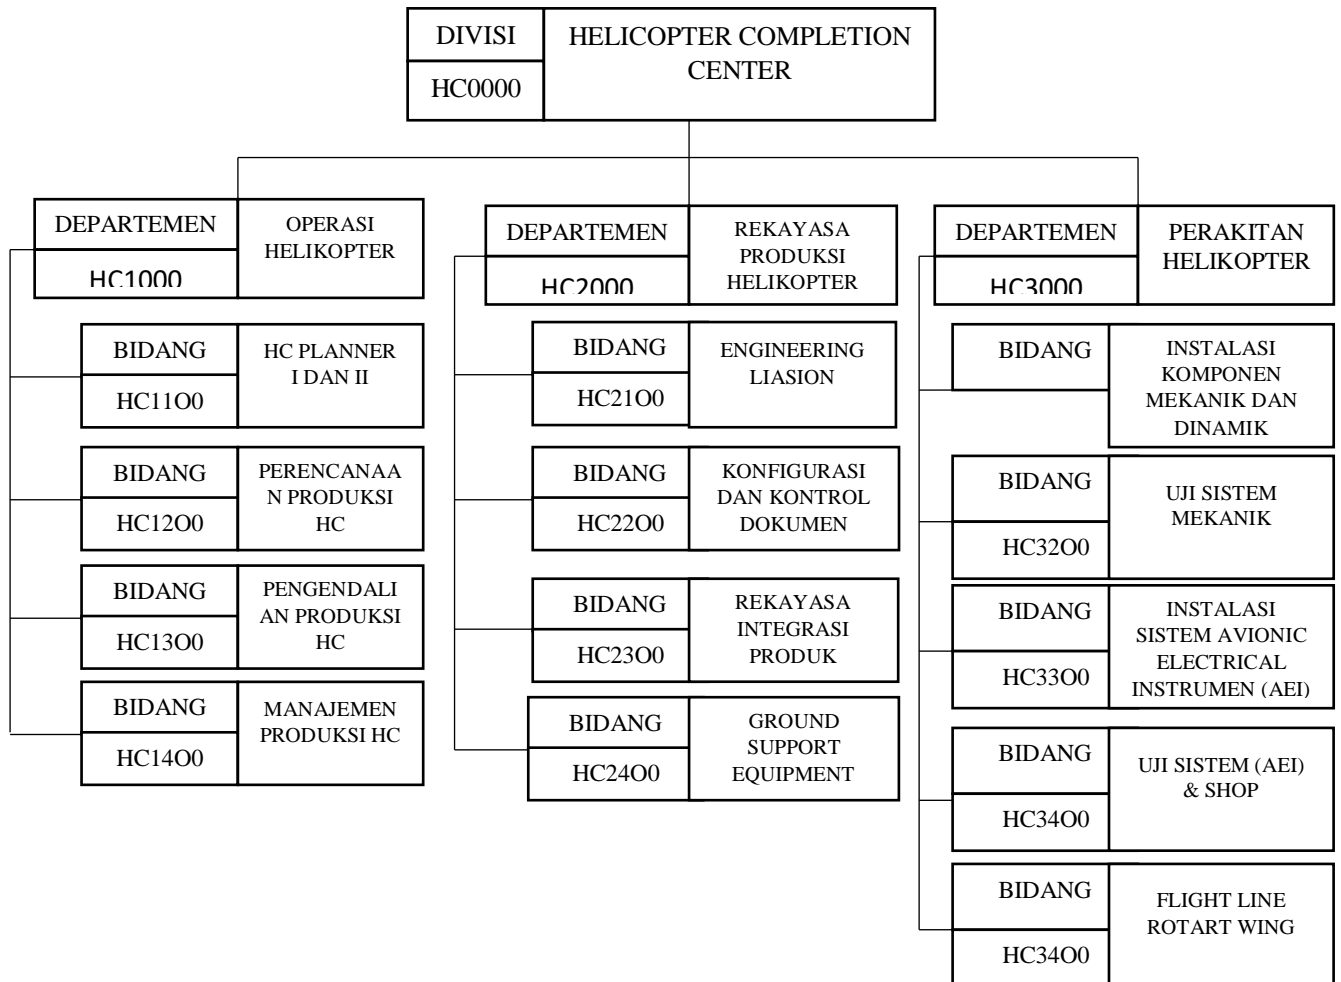 DIVISI
HC0000
HELICOPTER COMPLETION
CENTER
DEPARTEMEN
HC1000
OPERASI
HELIKOPTER
BIDANG
HC11O0
HC PLANNER
I DAN II
BIDANG
HC12O0
PERENCANAA
N PRODUKSI
HC
BIDANG
HC13O0
PENGENDALI
AN PRODUKSI
HC
BIDANG
HC14O0
MANAJEMEN
PRODUKSI HC
DEPARTEMEN
HC2000
REKAYASA
PRODUKSI
HELIKOPTER
BIDANG
HC21O0
ENGINEERING
LIASION
BIDANG
HC22O0
KONFIGURASI
DAN KONTROL
DOKUMEN
BIDANG
HC23O0
REKAYASA
INTEGRASI
PRODUK
BIDANG
HC24O0
GROUND
SUPPORT
EQUIPMENT
DEPARTEMEN
HC3000
PERAKITAN
HELIKOPTER
BIDANG
INSTALASI
KOMPONEN
MEKANIK DAN
DINAMIK
BIDANG
HC32O0
UJI SISTEM
MEKANIK
BIDANG
HC33O0
INSTALASI
SISTEM AVIONIC
ELECTRICAL
INSTRUMEN (AEI)
BIDANG
HC34O0
UJI SISTEM (AEI)
& SHOP
BIDANG
HC34O0
FLIGHT LINE
ROTART WING